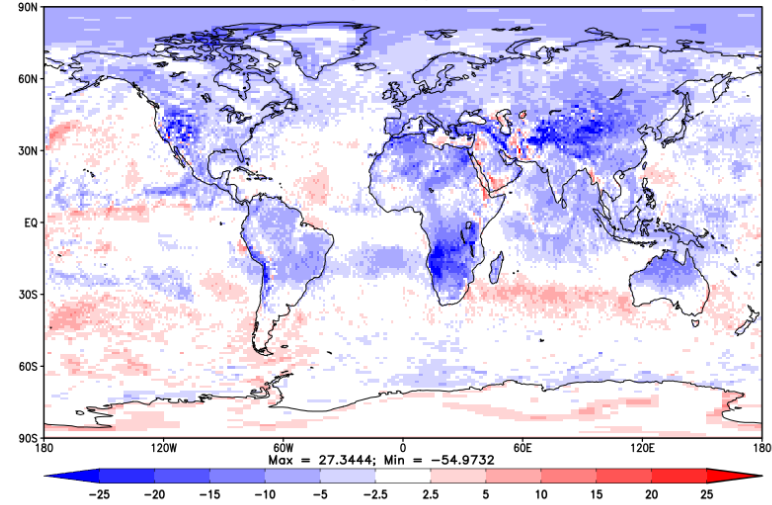 90N
60N
30N
EQ
30S
60S
90S
180 120W 60W 0 60E 120E 180
Max = 27.3444; Min = −54.9732
−25 −20 −15 −10 −5 −2.5 2.5 5 10 15 20 25